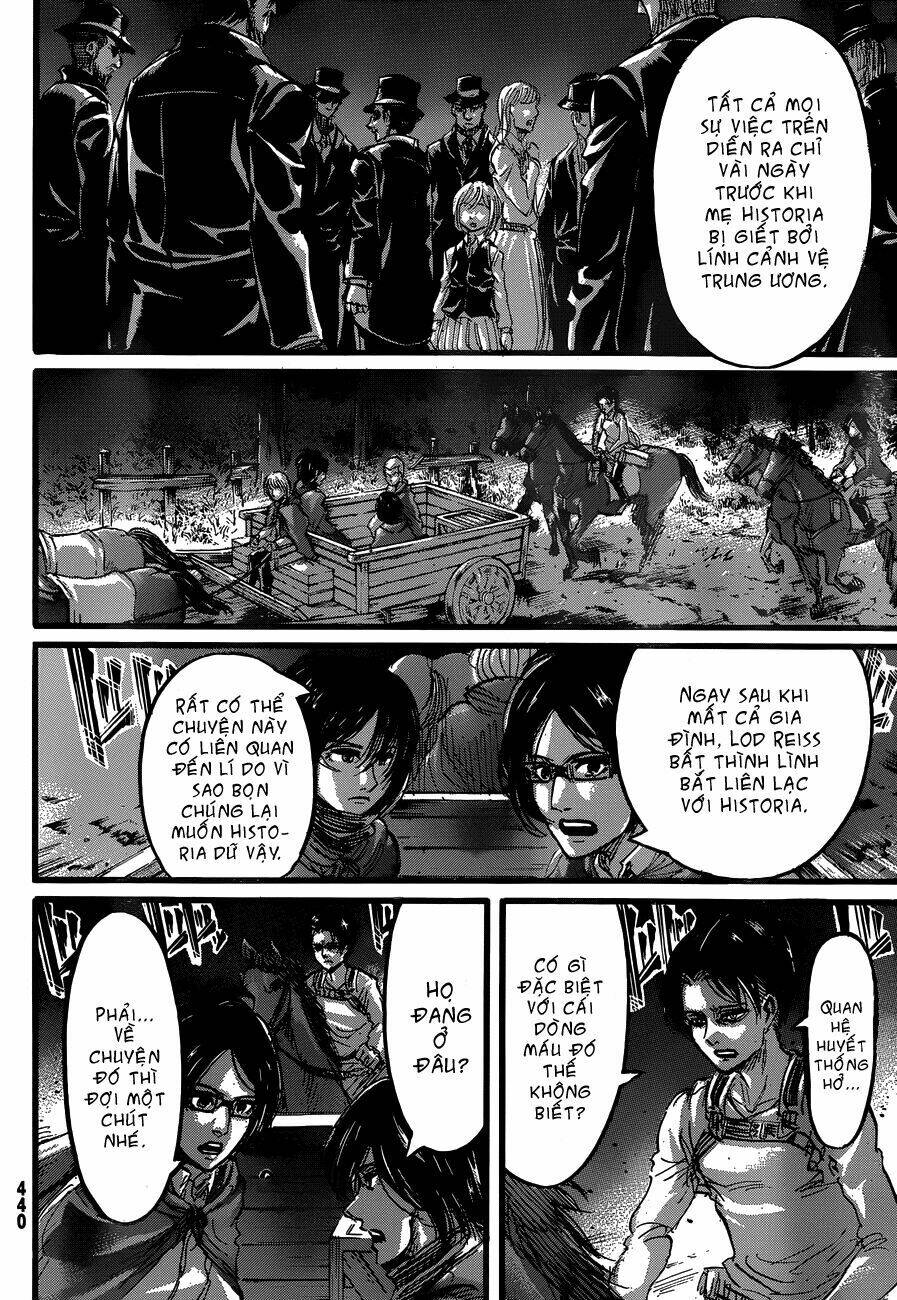 TẤT CẢ MỌI
SỰ VIỆC TRÊN
DIỄN RA CHỈ
VÀI NGÀY
TRƯỚC KHI
MẸ HISTORIA
BỊ GIẾT BỞI
LÍNH CẢNH VỆ
TRUNG ƯƠNG.
NGAY SAU KHI
MẤT CẢ GIA
ĐÌNH, LOD REISS
BẤT THÌNH LÌNH
BẮT LIÊN LẠC
VỚI HISTORIA.
RẤT CÓ THỂ
CHUYỆN NÀY
CÓ LIÊN QUAN
ĐẾN LÍ DO VÌ
SAO BỌN
CHÚNG LẠI
MUỐN HISTO-
RIA DỮ VẬY.
QUAN
HỆ
HUYẾT
THỐNG
HỞ...
CÓ GÌ
ĐẶC BIỆT
VỚI CÁI
DÒNG
MÁU ĐÓ
THẾ
KHÔNG
BIẾT?
HỌ
ĐANG
Ở
ĐÂU?
PHẢI...
VỀ
CHUYỆN
ĐÓ THÌ
ĐỢI MỘT
CHÚT
NHÉ.
440